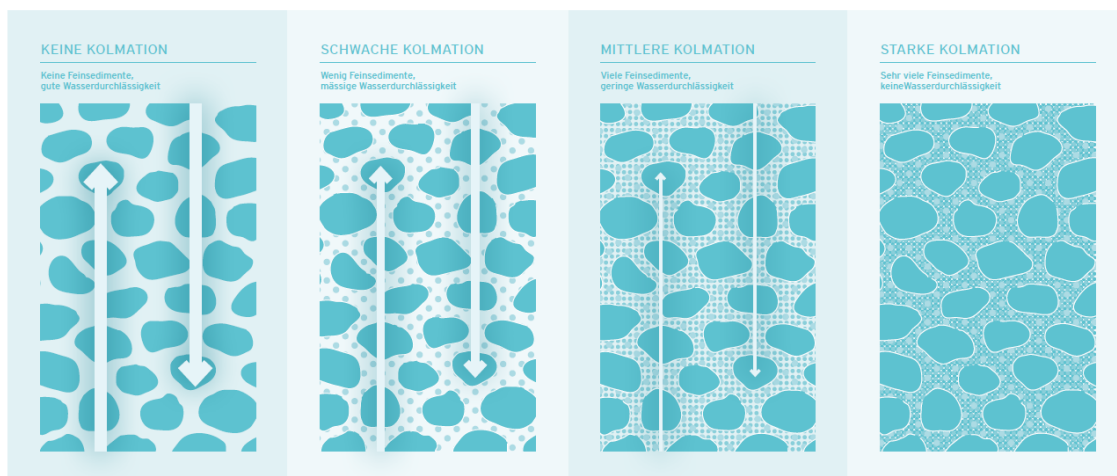 KEINE KOLMATION
Keine Feinsedimente,
gute Wasserdurchlässigkeit
SCHWACHE KOLMATION
Wenig Feinsedimente,
mässige Wasserdurchlässigkeit
MITTLERE KOLMATION
Viele Feinsedimente,
geringe Wasserdurchlässigkeit
STARKE KOLMATION
Sehr viele Feinsedimente,
keineWasserdurchlässigkeit